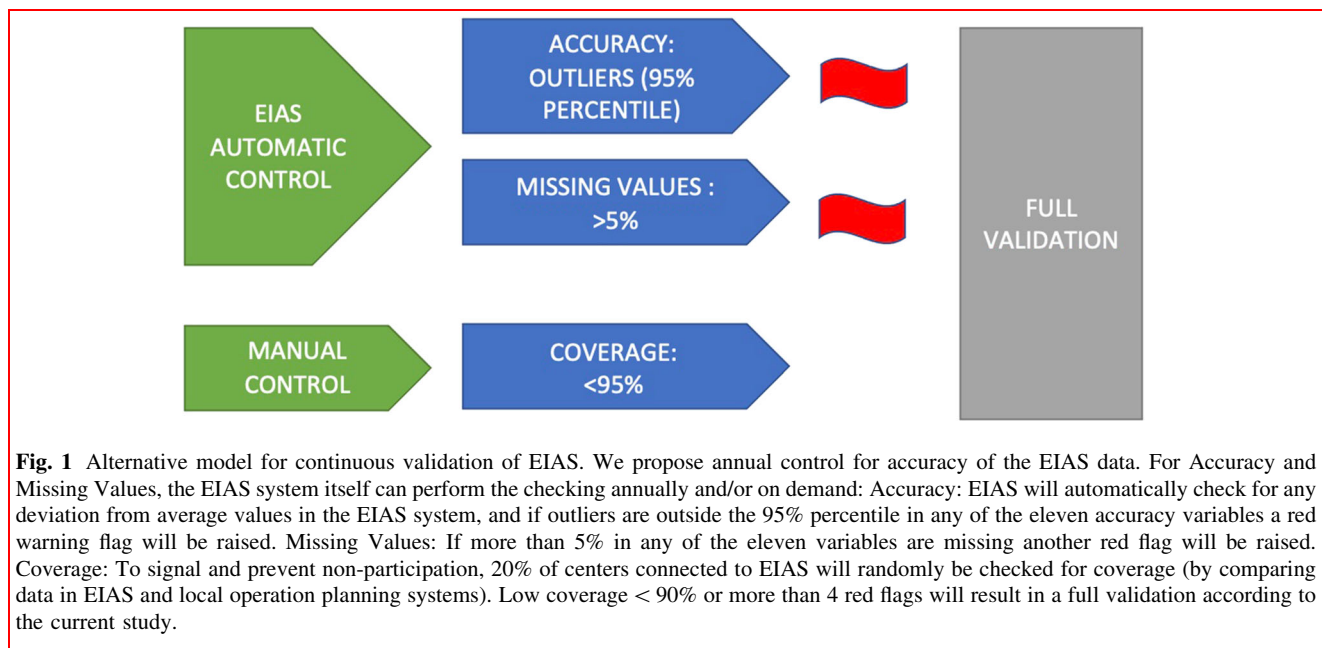 EIAS
AUTOMATIC
CONTROL
ACCURACY:
OUTLIERS (95%
PERCENTILE)
MISSING VALUES :
>5%
MANUAL
CONTROL
COVERAGE:
<95%
FULL
VALIDATION
Fig. 1 Alternative model for continuous validation of EIAS. We propose annual control for accuracy of the EIAS data. For Accuracy and
Missing Values, the EIAS system itself can perform the checking annually and/or on demand: Accuracy: EIAS will automatically check for any
deviation from average values in the EIAS system, and if outliers are outside the 95% percentile in any of the eleven accuracy variables a red
warning flag will be raised. Missing Values: If more than 5% in any of the eleven variables are missing another red flag will be raised.
Coverage: To signal and prevent non-participation, 20% of centers connected to EIAS will randomly be checked for coverage (by comparing
data in EIAS and local operation planning systems). Low coverage < 90% or more than 4 red flags will result in a full validation according to
the current study.